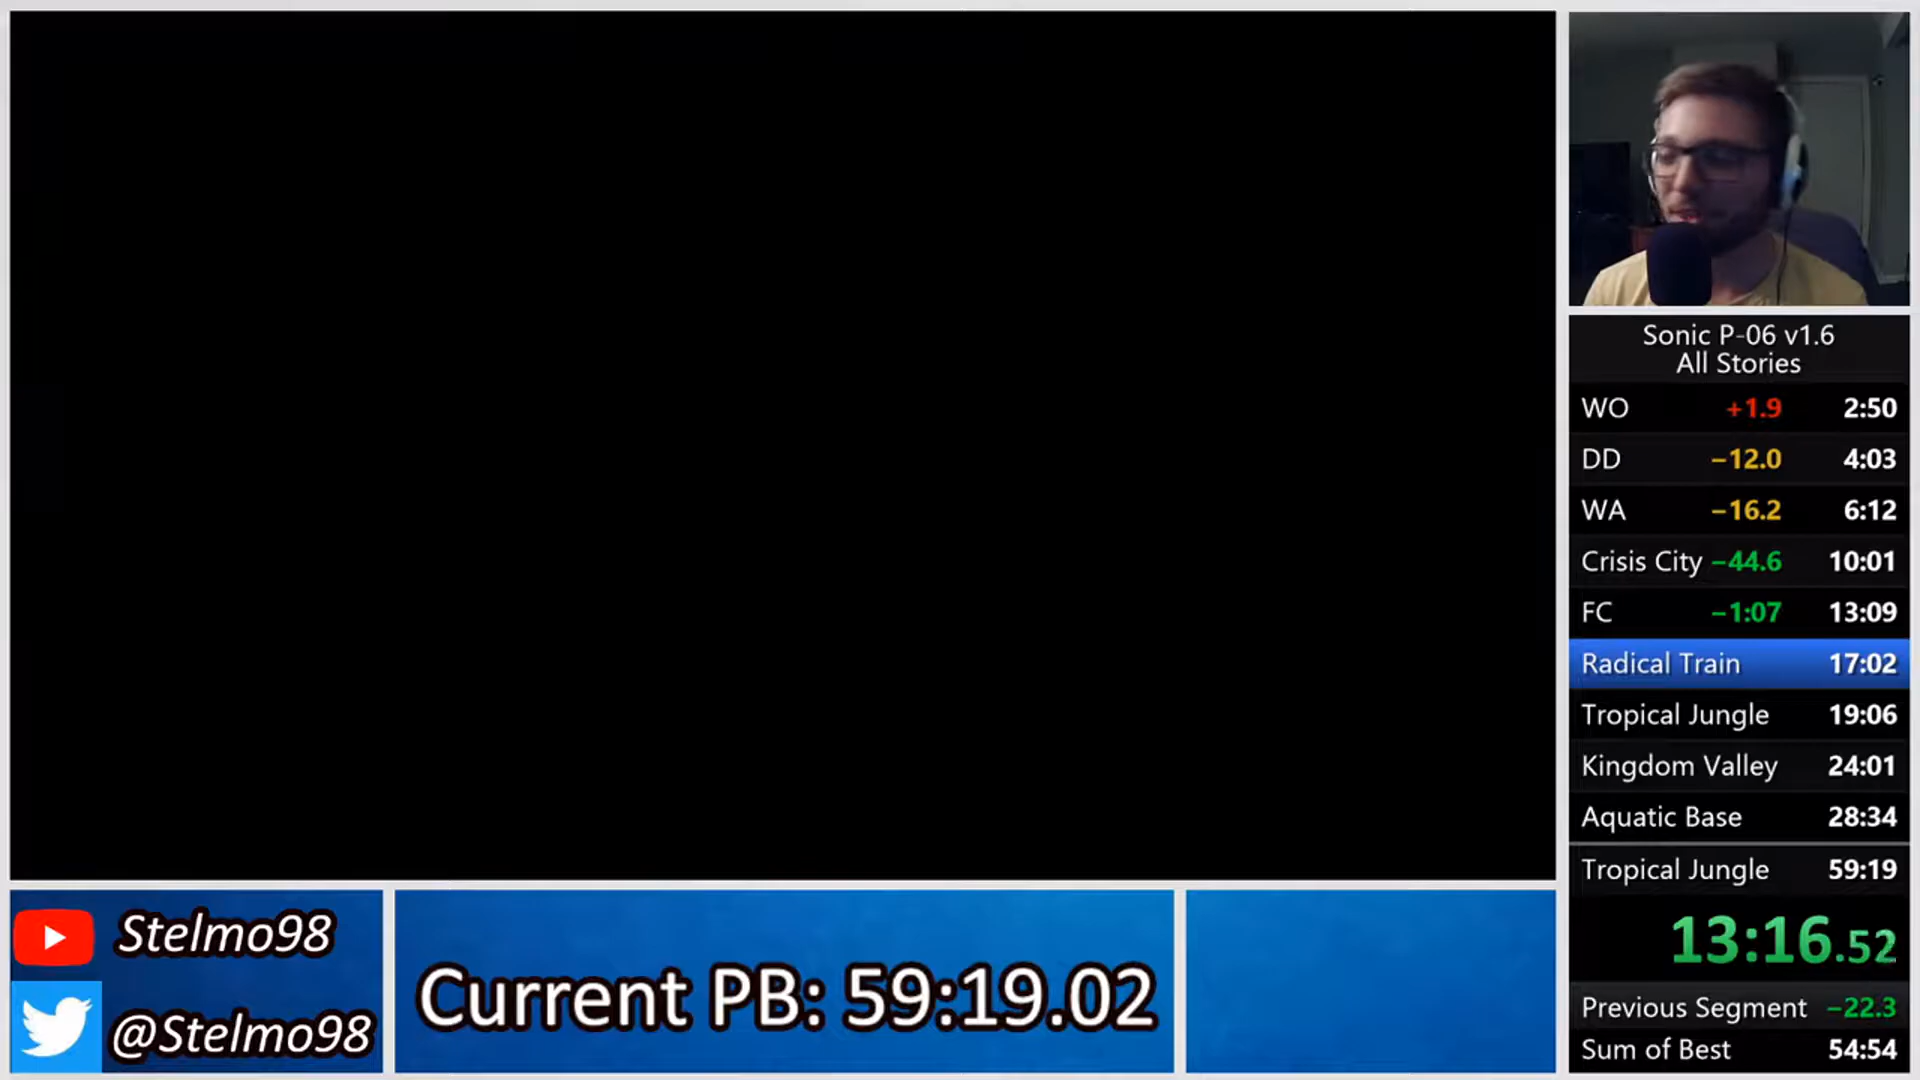 Sonic P-06 v1.6
All Stories
WO +1.9 2:50
DD −12.0 4:03
WA −16.2 6:12
Crisis City −44.6 10:01
FC −1:07 13:09
Radical Train 17:02
Tropical Jungle 19:06
Kingdom Valley 24:01
Aquatic Base 28:34
Tropical Jungle 59:19
13:16.52
Previous Segment −22.3
Sum of Best 54:54
Stelmo98
@Stelmo98
Current PB: 59:19.02